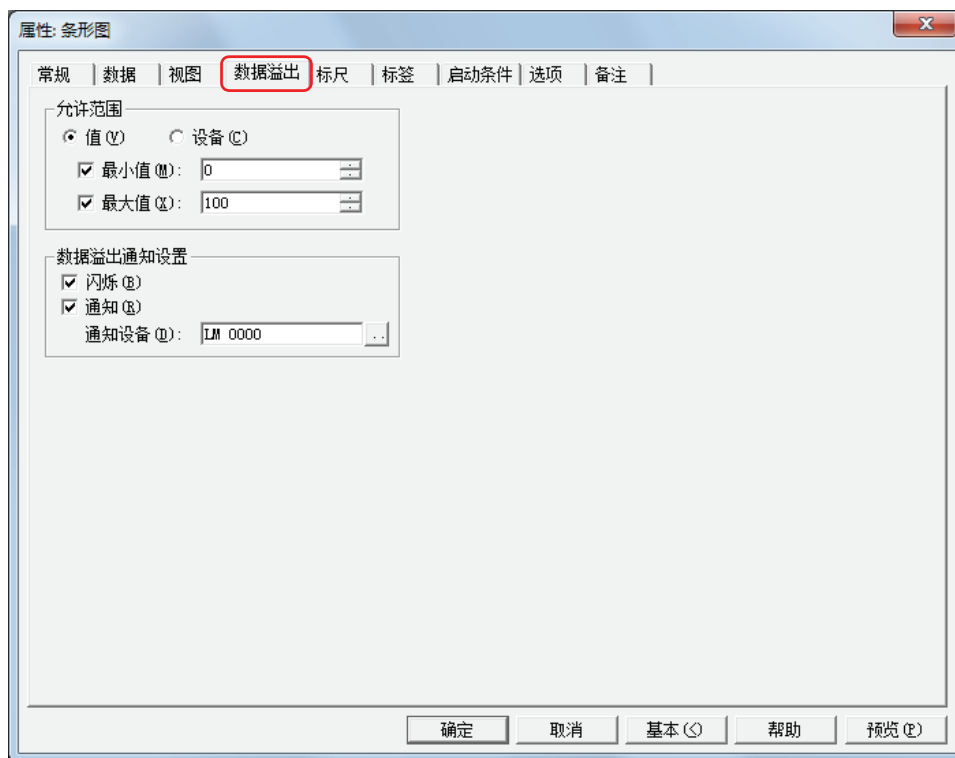 属性: 条形图
常规 数据 视图 数据溢出 标尺 标签 启动条件 选项 备注
允许范围
值(V) 设备(C)
最小值(M): 0
最大值(X): 100
数据溢出通知设置
闪烁(B)
通知(R)
通知设备(D): LM 0000 ..
确定 取消 基本(<) 帮助 预览(P)